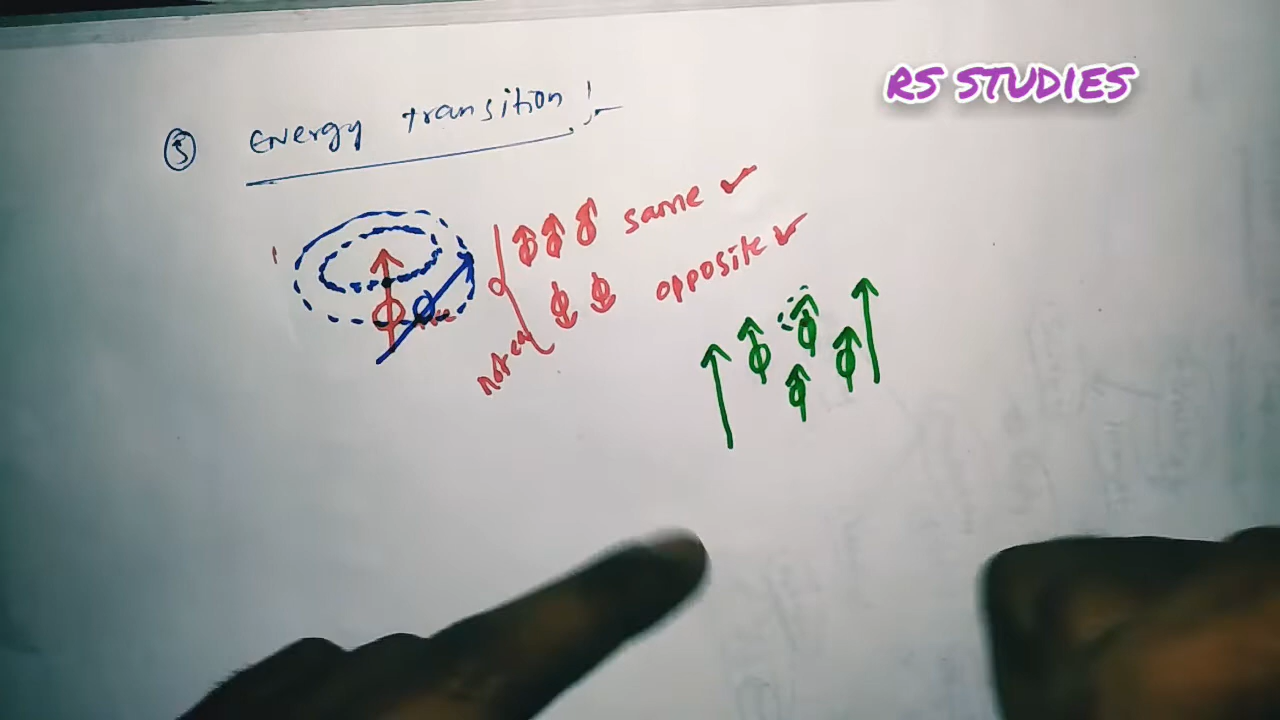 RS STUDIES
⑤ Energy transition :-
same ✓
opposite ✓